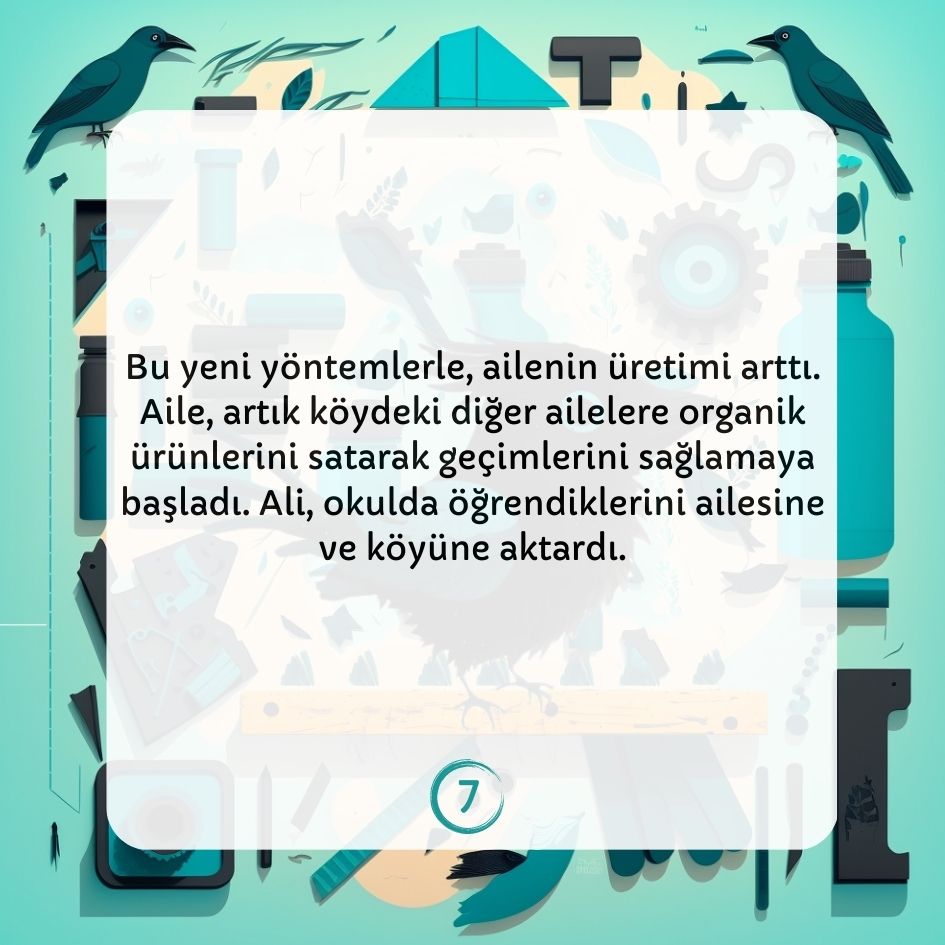 Bu yeni yöntemlerle, ailenin üretimi arttı.
Aile, artık köydeki diğer ailelere organik
ürünlerini satarak geçimlerini sağlamaya
başladı. Ali, okulda öğrendiklerini ailesine
ve köyüne aktardı.
7